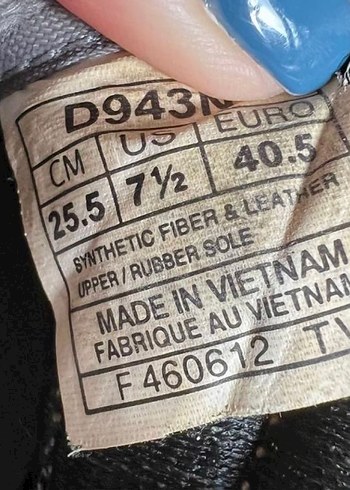 D943N
CM US EURO
25.5 7½ 40.5
SYNTHETIC FIBER & LEATHER
UPPER / RUBBER SOLE
MADE IN VIETNAM
FABRIQUE AU VIETNAM
F460612 TV